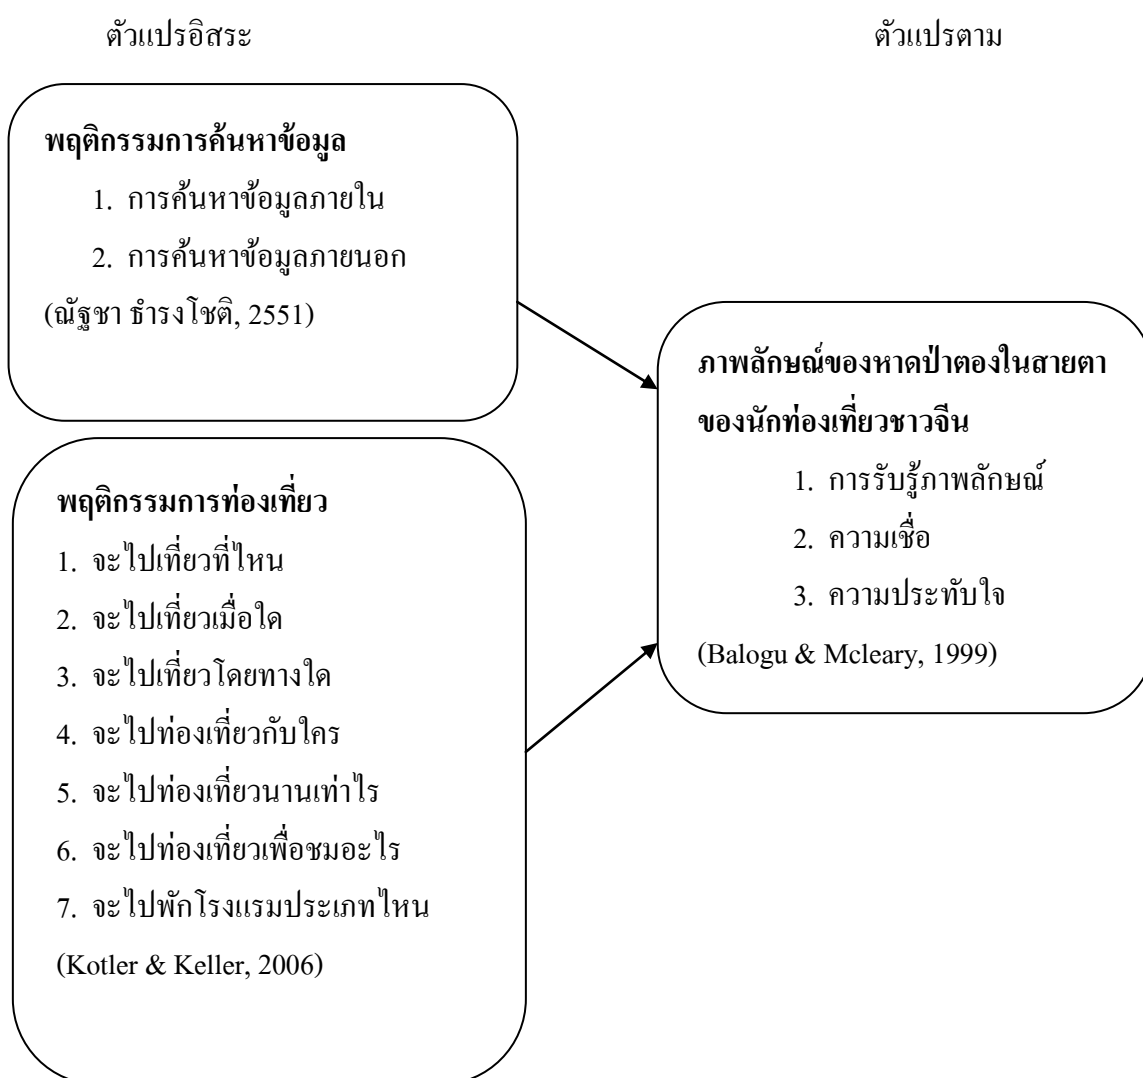 ตัวแปรอิสระ
ตัวแปรตาม
พฤติกรรมการค้นหาข้อมูล
1. การค้นหาข้อมูลภายใน
2. การค้นหาข้อมูลภายนอก
(ณัฐชา ธำรงโชติ, 2551)
พฤติกรรมการท่องเที่ยว
1. จะไปเที่ยวที่ไหน
2. จะไปเที่ยวเมื่อใด
3. จะไปเที่ยวโดยทางใด
4. จะไปท่องเที่ยวกับใคร
5. จะไปท่องเที่ยวนานเท่าไร
6. จะไปท่องเที่ยวเพื่อชมอะไร
7. จะไปพักโรงแรมประเภทไหน
(Kotler & Keller, 2006)
ภาพลักษณ์ของหาดป่าตองในสายตา
ของนักท่องเที่ยวชาวจีน
1. การรับรู้ภาพลักษณ์
2. ความเชื่อ
3. ความประทับใจ
(Balogu & Mcleary, 1999)